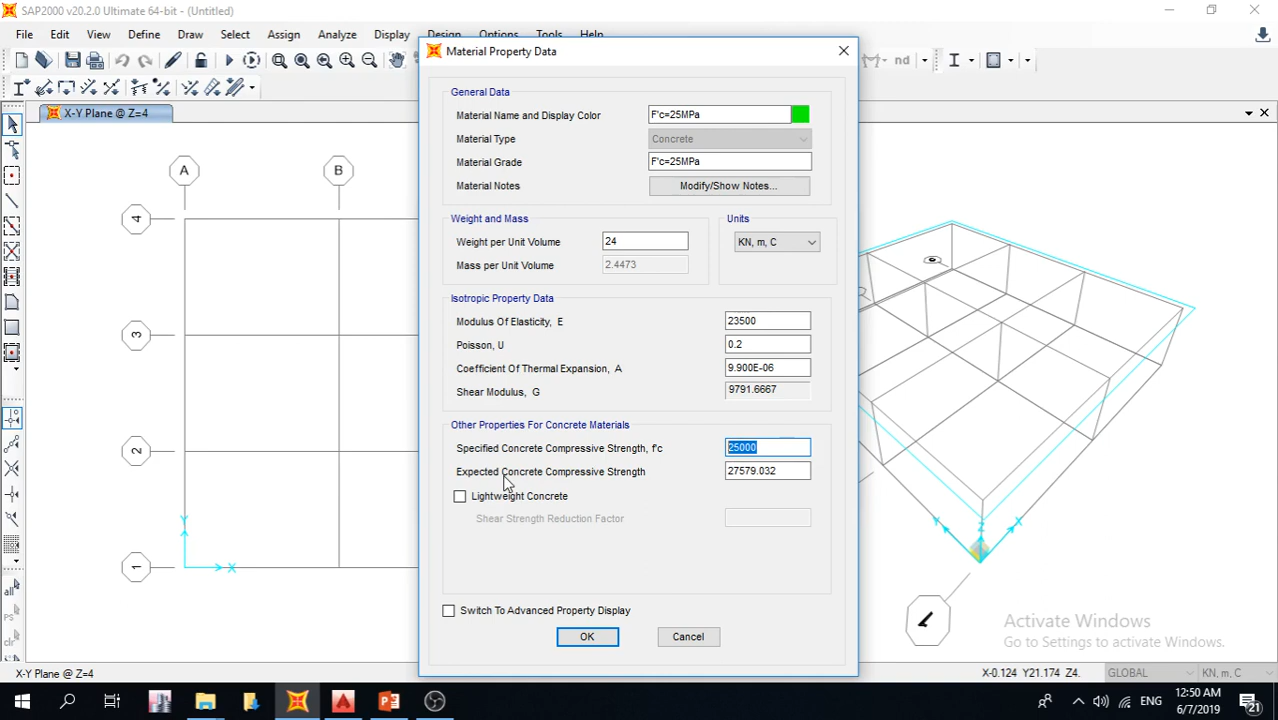 SAP2000 v20.2.0 Ultimate 64-bit - (Untitled)
File Edit View Define Draw Select Assign Analyze Display Design Options Tools Help
nd
X-Y Plane @ Z=4
Material Property Data
General Data
Material Name and Display Color F'c=25MPa
Material Type Concrete
Material Grade F'c=25MPa
Material Notes Modify/Show Notes...
Weight and Mass
Units
Weight per Unit Volume 24
KN, m, C
Mass per Unit Volume 2.4473
Isotropic Property Data
Modulus Of Elasticity, E 23500
Poisson, U 0.2
Coefficient Of Thermal Expansion, A 9.900E-06
Shear Modulus, G 9791.6667
Other Properties For Concrete Materials
Specified Concrete Compressive Strength, f'c 25000
Expected Concrete Compressive Strength 27579.032
Lightweight Concrete
Shear Strength Reduction Factor
Switch To Advanced Property Display
OK Cancel
A B
4
3
2
1
Y
X
Y Z X
all
PS
clr
Activate Windows
Go to Settings to activate Windows.
X-Y Plane @ Z=4
X-0.124 Y21.174 Z4.
GLOBAL
KN, m, C
ENG
12:50 AM
6/7/2019
21